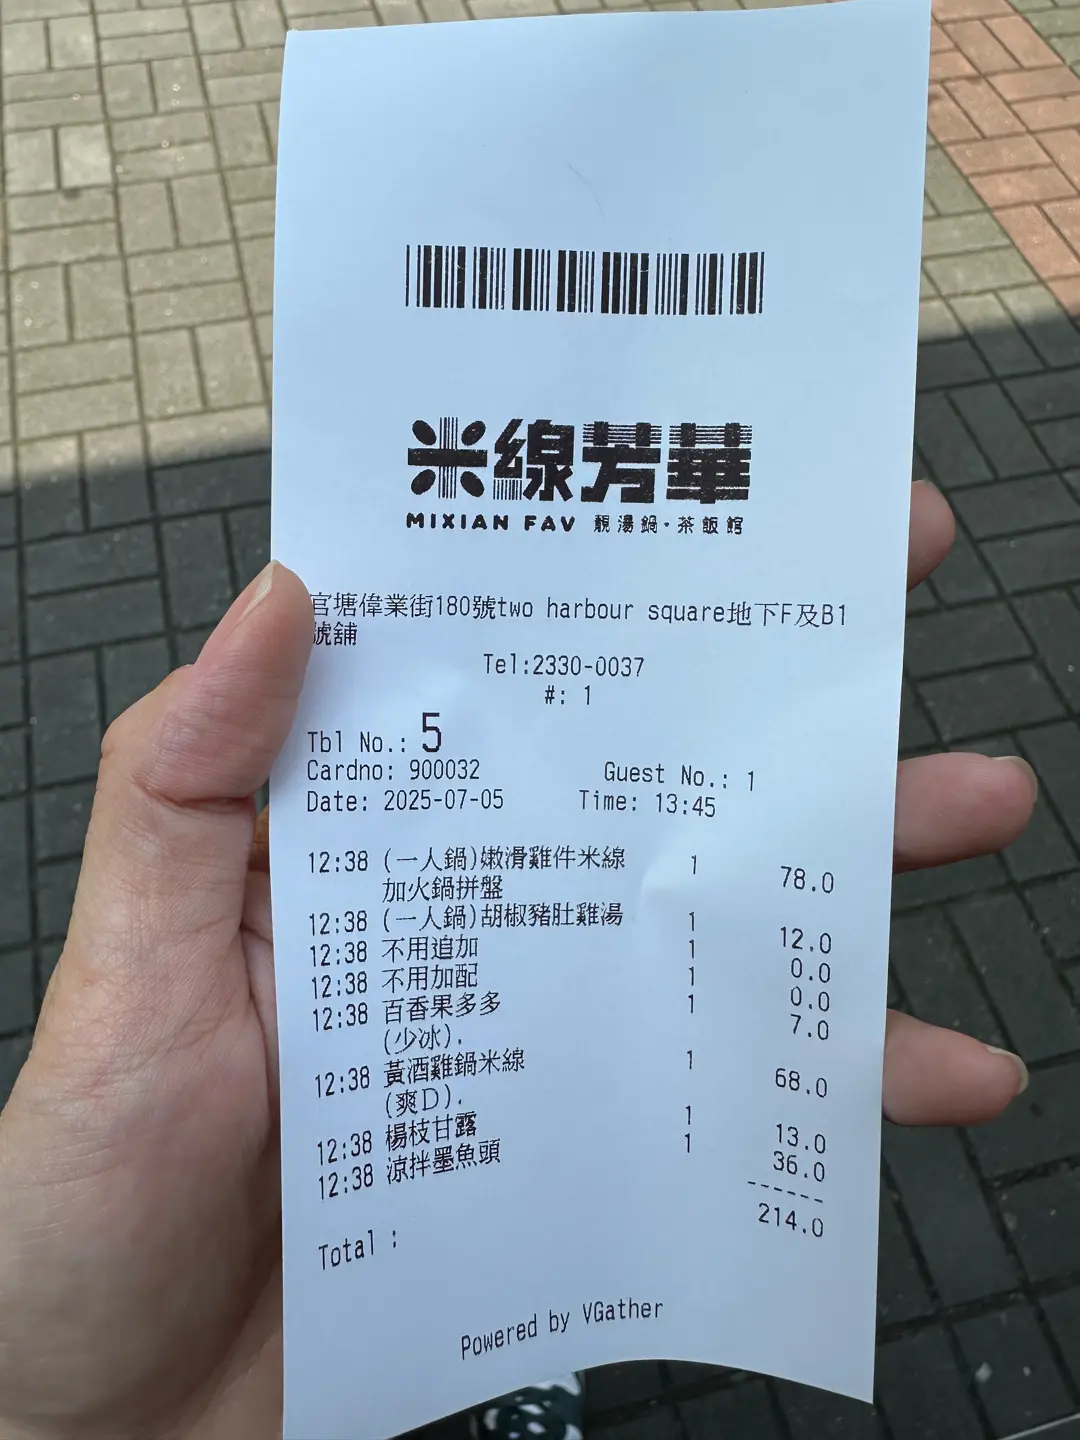 米線芳華
MIXIAN FAV 靚湯鍋·茶飯館
官塘偉業街180號two harbour square地下F及B1
號舖
Tel:2330-0037
#: 1
Tbl No.: 5
Cardno: 900032 Guest No.: 1
Date: 2025-07-05 Time: 13:45
12:38 (一人鍋)嫩滑雞件米線 1 78.0
加火鍋拼盤
12:38 (一人鍋)胡椒豬肚雞湯 1 12.0
12:38 不用追加 1 0.0
12:38 不用加配 1 0.0
12:38 百香果多多 1 7.0
(少冰).
12:38 黃酒雞鍋米線 1 68.0
(爽D).
12:38 楊枝甘露 1 13.0
12:38 涼拌墨魚頭 1 36.0
------
Total : 214.0
Powered by VGather